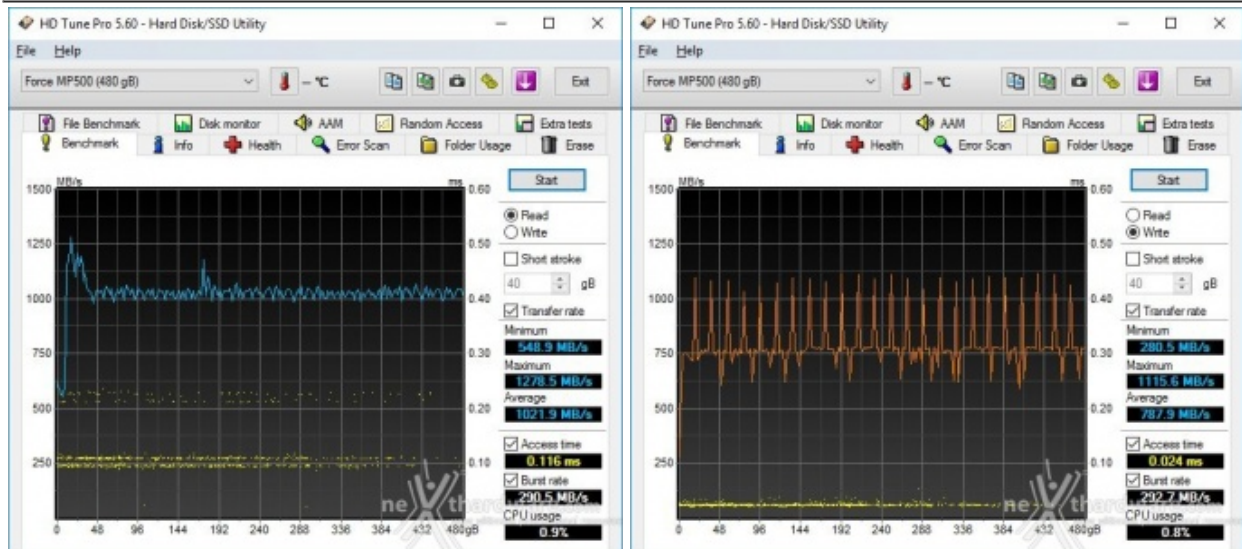 HD Tune Pro 5.60 - Hard Disk/SSD Utility
File Help
Force MP500 (480 gB)
– °C
Exit
File Benchmark Disk monitor AAM Random Access Extra tests
Benchmark Info Health Error Scan Folder Usage Erase
MB/s
ms
Start
1500
1250
1000
750
500
250
0.60
0.50
0.40
0.30
0.20
0.10
0 48 96 144 192 240 288 336 384 432 480gB
Read
Write
Short stroke
40 gB
Transfer rate
Minimum
548.9 MB/s
Maximum
1278.5 MB/s
Average
1021.9 MB/s
Access time
0.116 ms
Burst rate
290.5 MB/s
CPU usage
0.9%
HD Tune Pro 5.60 - Hard Disk/SSD Utility
File Help
Force MP500 (480 gB)
– °C
Exit
File Benchmark Disk monitor AAM Random Access Extra tests
Benchmark Info Health Error Scan Folder Usage Erase
MB/s
ms
Start
1500
1250
1000
750
500
250
0.60
0.50
0.40
0.30
0.20
0.10
0 48 96 144 192 240 288 336 384 432 480gB
Read
Write
Short stroke
40 gB
Transfer rate
Minimum
280.5 MB/s
Maximum
1115.6 MB/s
Average
787.9 MB/s
Access time
0.024 ms
Burst rate
292.7 MB/s
CPU usage
0.8%